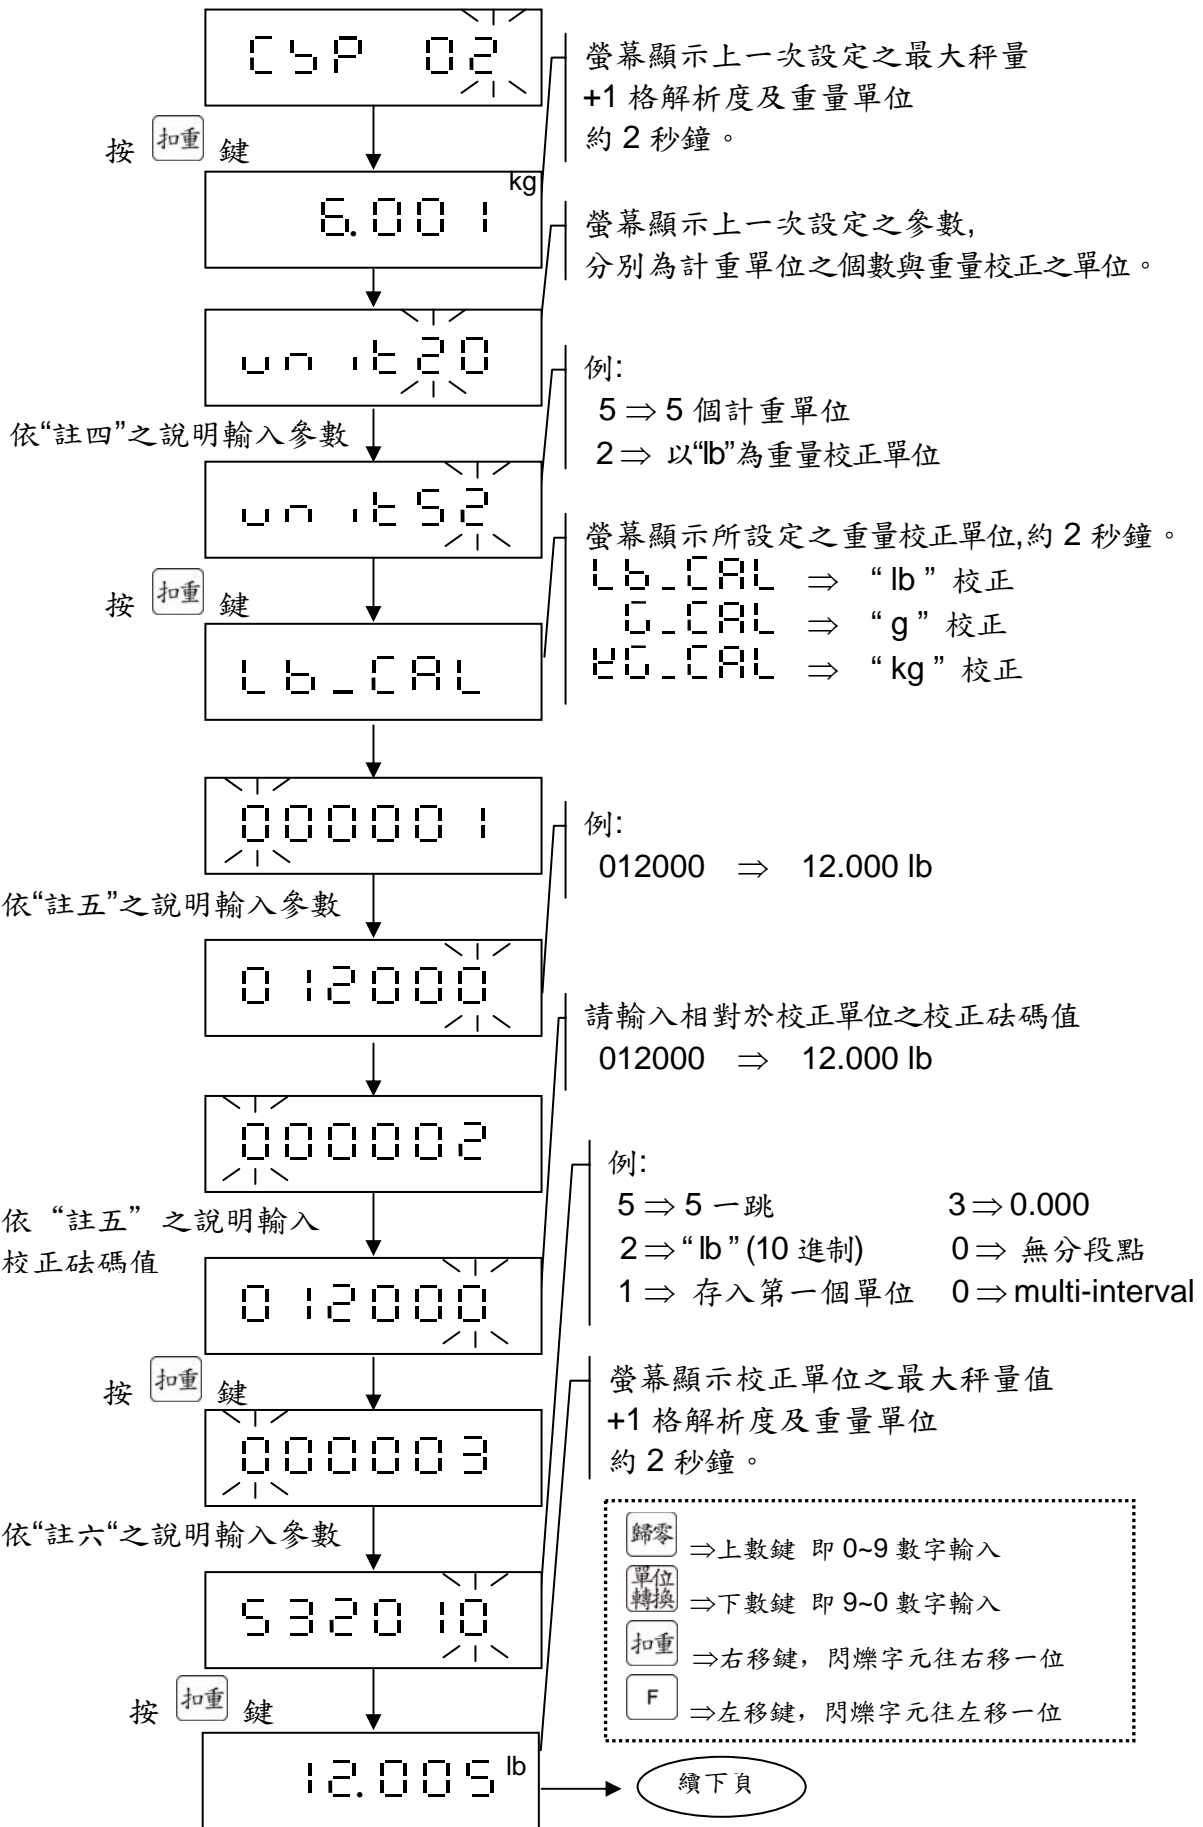 CSP 02
螢幕顯示上一次設定之最大秤量
+1 格解析度及重量單位
約 2 秒鐘。
按 扣重 鍵
6.001 kg
螢幕顯示上一次設定之參數,
分別為計重單位之個數與重量校正之單位。
unit20
例:
5 ⇒ 5 個計重單位
2 ⇒ 以“lb”為重量校正單位
依“註四”之說明輸入參數
unit52
螢幕顯示所設定之重量校正單位,約 2 秒鐘。
Lb_CAL ⇒ “ lb ” 校正
G_CAL ⇒ “ g ” 校正
KG_CAL ⇒ “ kg ” 校正
按 扣重 鍵
Lb_CAL
000001
例:
012000 ⇒ 12.000 lb
依“註五”之說明輸入參數
012000
請輸入相對於校正單位之校正砝碼值
012000 ⇒ 12.000 lb
000002
例:
5 ⇒ 5 一跳 3 ⇒ 0.000
2 ⇒ “ lb ” (10 進制) 0 ⇒ 無分段點
1 ⇒ 存入第一個單位 0 ⇒ multi-interval
依 “註五” 之說明輸入
校正砝碼值
012000
按 扣重 鍵
000003
螢幕顯示校正單位之最大秤量值
+1 格解析度及重量單位
約 2 秒鐘。
依“註六“之說明輸入參數
532010
歸零 ⇒上數鍵 即 0~9 數字輸入
單位
轉換 ⇒下數鍵 即 9~0 數字輸入
扣重 ⇒右移鍵, 閃爍字元往右移一位
F ⇒左移鍵, 閃爍字元往左移一位
按 扣重 鍵
12.005 lb
續下頁